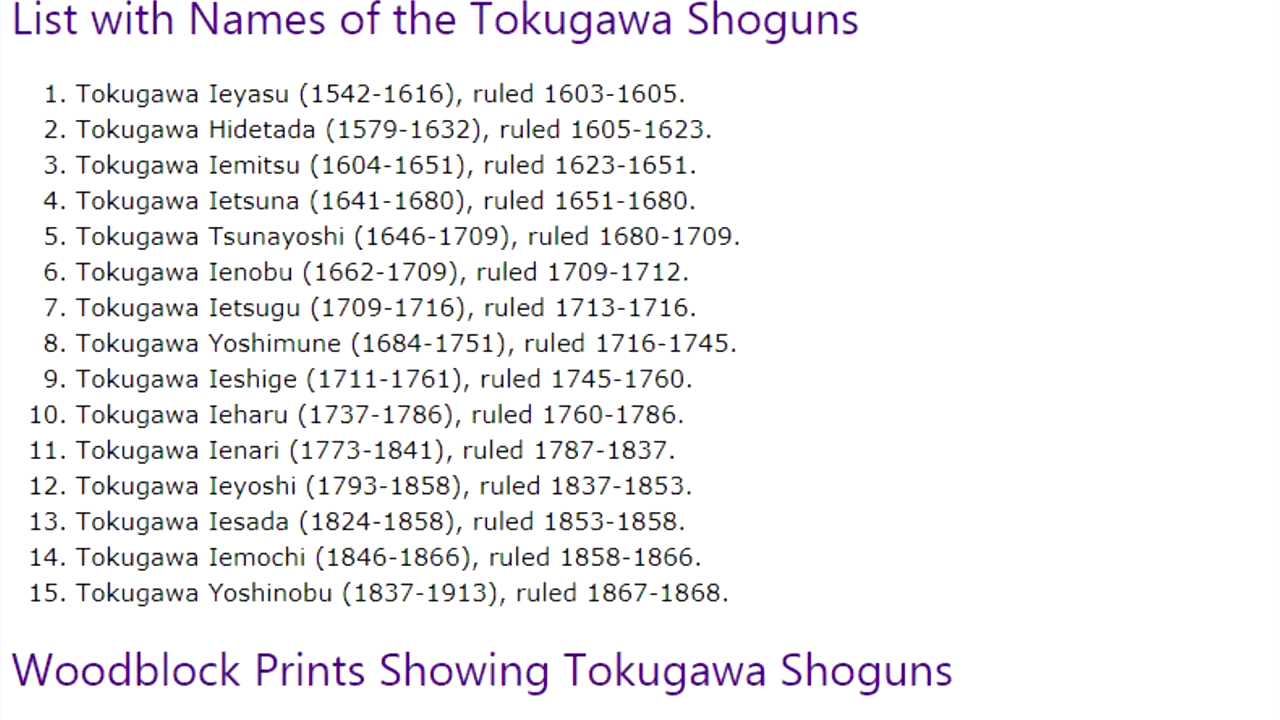 List with Names of the Tokugawa Shoguns
1. Tokugawa Ieyasu (1542-1616), ruled 1603-1605.
2. Tokugawa Hidetada (1579-1632), ruled 1605-1623.
3. Tokugawa Iemitsu (1604-1651), ruled 1623-1651.
4. Tokugawa Ietsuna (1641-1680), ruled 1651-1680.
5. Tokugawa Tsunayoshi (1646-1709), ruled 1680-1709.
6. Tokugawa Ienobu (1662-1709), ruled 1709-1712.
7. Tokugawa Ietsugu (1709-1716), ruled 1713-1716.
8. Tokugawa Yoshimune (1684-1751), ruled 1716-1745.
9. Tokugawa Ieshige (1711-1761), ruled 1745-1760.
10. Tokugawa Ieharu (1737-1786), ruled 1760-1786.
11. Tokugawa Ienari (1773-1841), ruled 1787-1837.
12. Tokugawa Ieyoshi (1793-1858), ruled 1837-1853.
13. Tokugawa Iesada (1824-1858), ruled 1853-1858.
14. Tokugawa Iemochi (1846-1866), ruled 1858-1866.
15. Tokugawa Yoshinobu (1837-1913), ruled 1867-1868.
Woodblock Prints Showing Tokugawa Shoguns